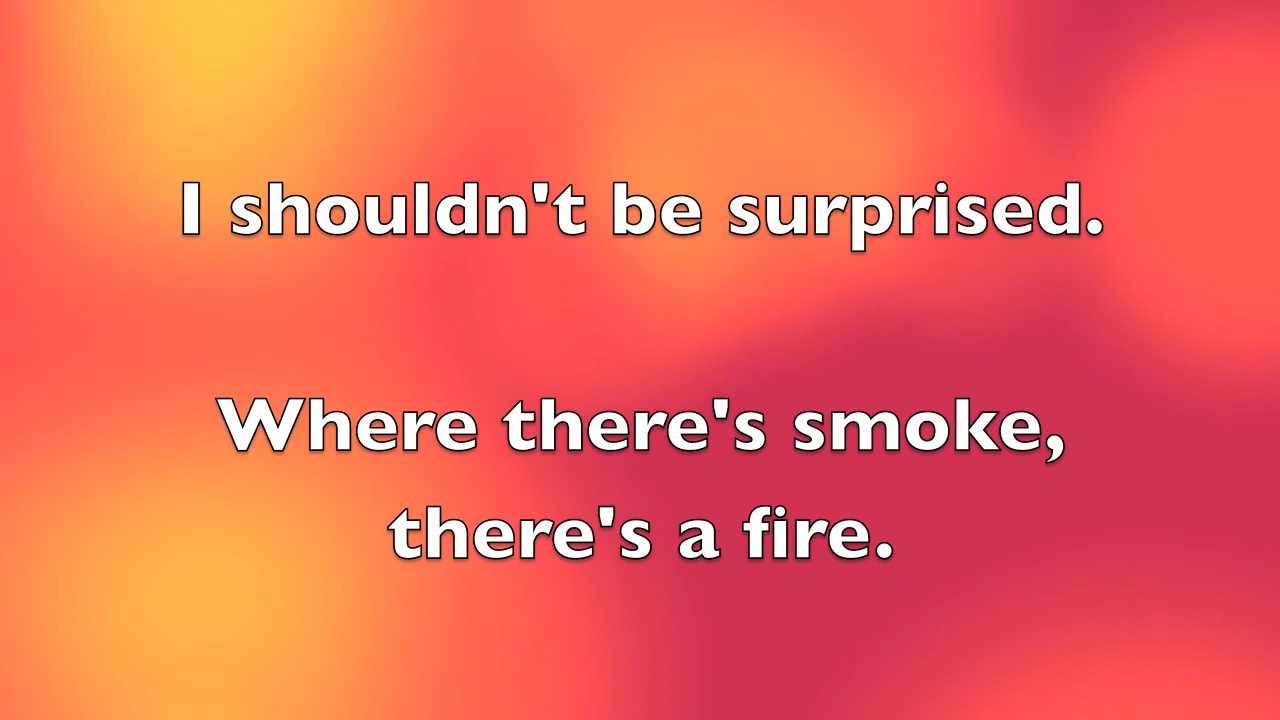 I shouldn't be surprised.
Where there's smoke,
there's a fire.